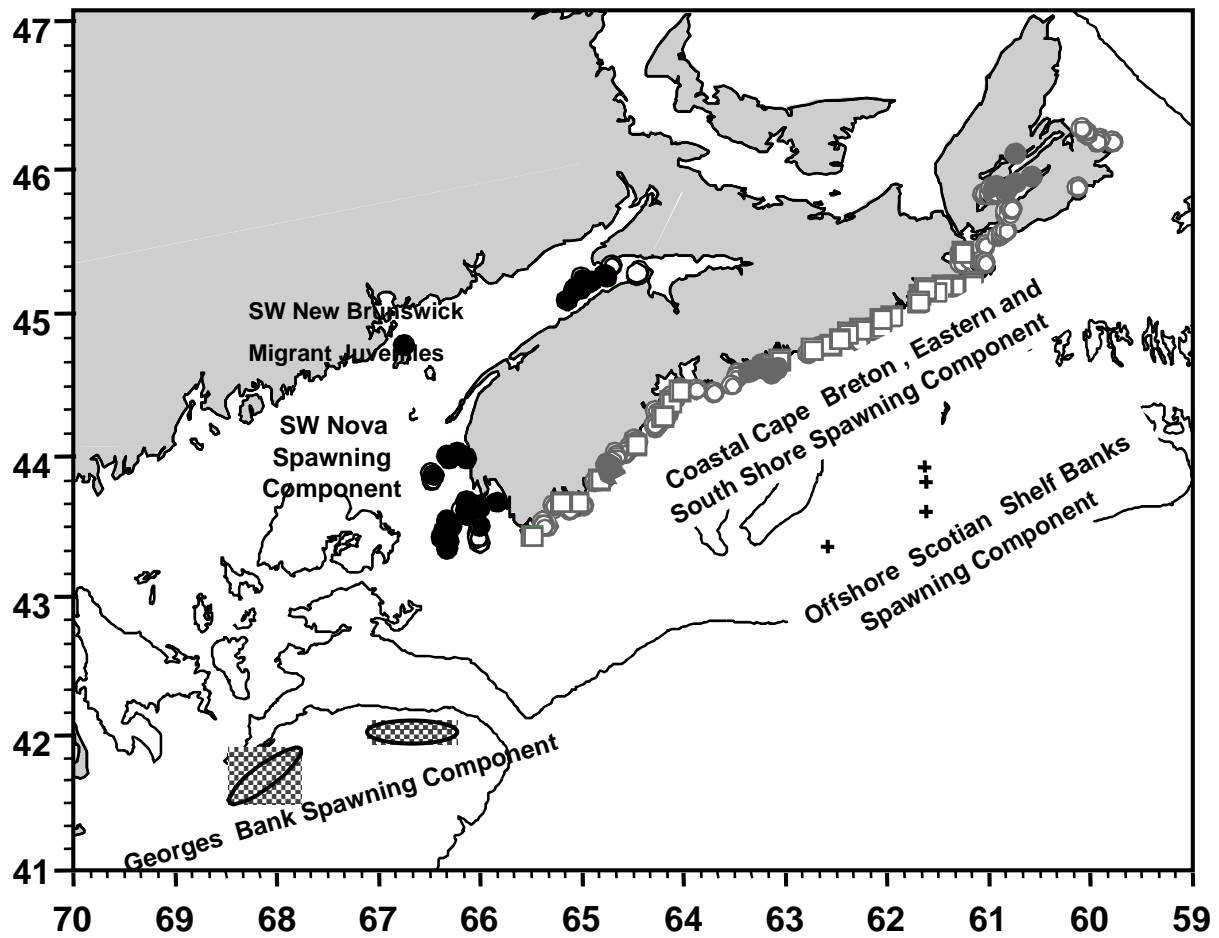 47
46
45
44
43
42
41
SW New Brunswick
Migrant Juveniles
SW Nova
Spawning
Component
Coastal Cape Breton , Eastern and
South Shore Spawning Component
Offshore Scotian Shelf Banks
Spawning Component
Georges Bank Spawning Component
70 69 68 67 66 65 64 63 62 61 60 59